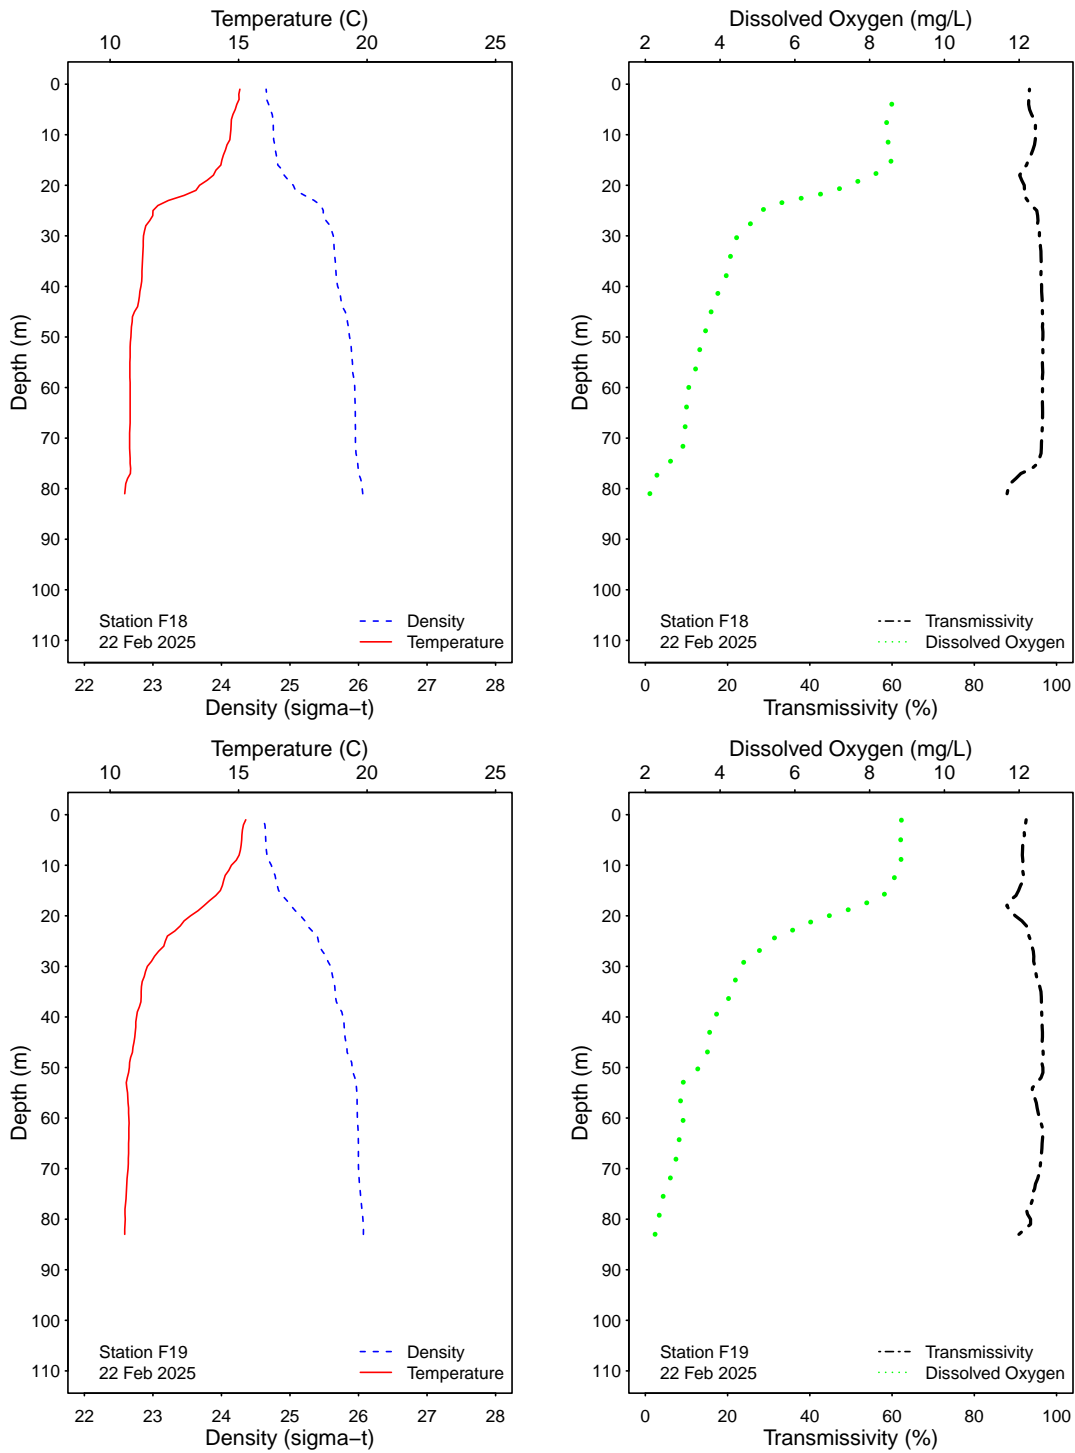 Temperature (C)
10 15 20 25
0
10
20
30
40
50
60
70
80
90
100
110
Depth (m)
Station F18
22 Feb 2025
Density
Temperature
22 23 24 25 26 27 28
Density (sigma−t)
Dissolved Oxygen (mg/L)
2 4 6 8 10 12
0
10
20
30
40
50
60
70
80
90
100
110
Depth (m)
Station F18
22 Feb 2025
Transmissivity
Dissolved Oxygen
0 20 40 60 80 100
Transmissivity (%)
Temperature (C)
10 15 20 25
0
10
20
30
40
50
60
70
80
90
100
110
Depth (m)
Station F19
22 Feb 2025
Density
Temperature
22 23 24 25 26 27 28
Density (sigma−t)
Dissolved Oxygen (mg/L)
2 4 6 8 10 12
0
10
20
30
40
50
60
70
80
90
100
110
Depth (m)
Station F19
22 Feb 2025
Transmissivity
Dissolved Oxygen
0 20 40 60 80 100
Transmissivity (%)